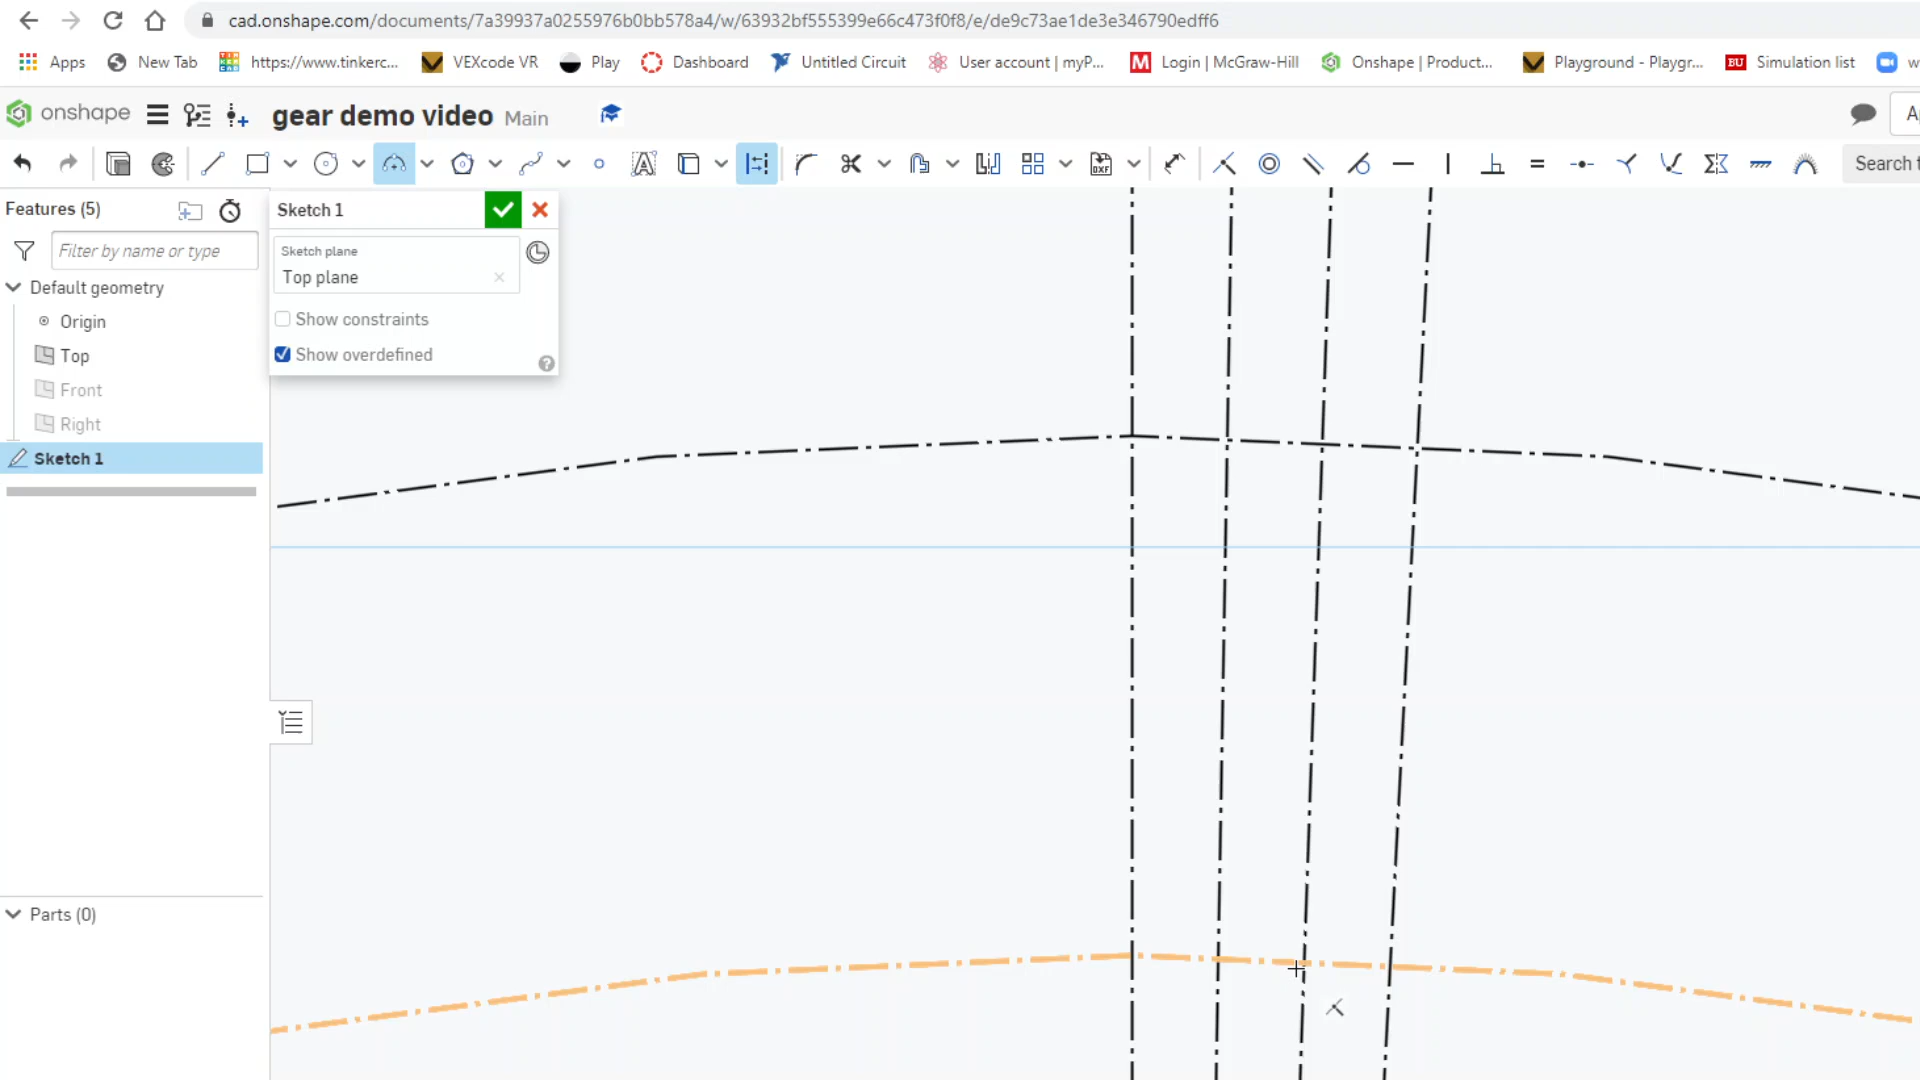 cad.onshape.com/documents/7a39937a0255976b0bb578a4/w/63932bf555399e66c473f0f8/e/de9c73ae1de3e346790edff6
Apps New Tab https://www.tinkerc... VEXcode VR Play Dashboard Untitled Circuit User account | myP... Login | McGraw-Hill Onshape | Product... Playground - Playgr... BU Simulation list w
onshape gear demo video Main
DXF Search t
Features (5) Sketch 1
Filter by name or type Sketch plane
Top plane
Default geometry
Origin Show constraints
Top Show overdefined
Front
Right
Sketch 1
Parts (0)